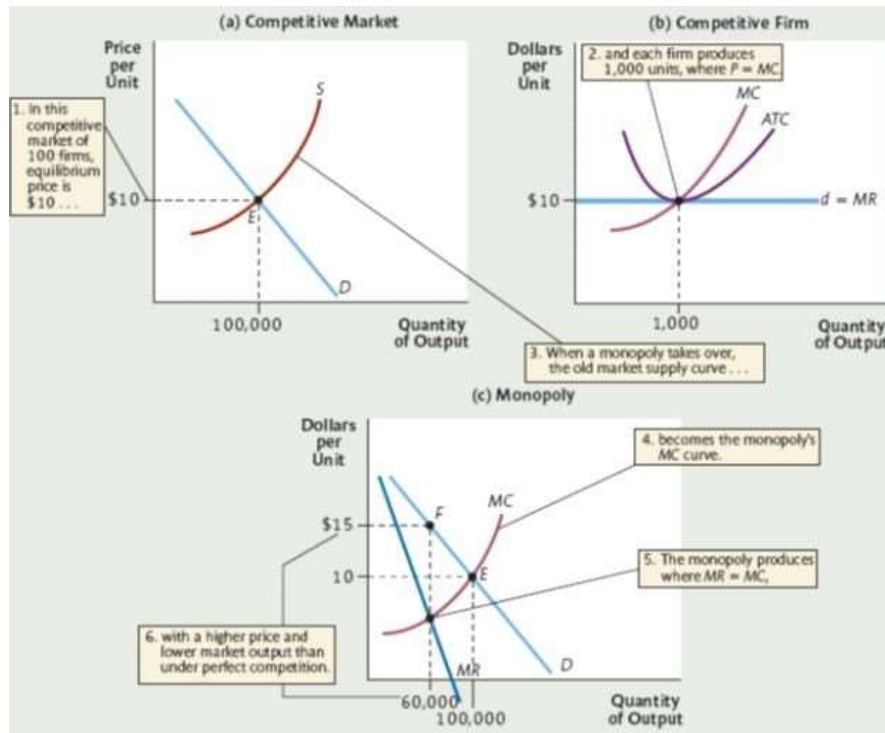 (a) Competitive Market
Price
per
Unit
1. In this
competitive
market of
100 firms,
equilibrium
price is
$10 . . .
$10
S
E
D
100,000
Quantity
of Output
(b) Competitive Firm
Dollars
per
Unit
2. and each firm produces
1,000 units, where P = MC.
MC
ATC
$10
d = MR
1,000
Quantity
of Output
3. When a monopoly takes over,
the old market supply curve . . .
(c) Monopoly
Dollars
per
Unit
4. becomes the monopoly's
MC curve.
MC
F
$15
10
E
5. The monopoly produces
where MR = MC,
6. with a higher price and
lower market output than
under perfect competition.
MR
D
60,000
100,000
Quantity
of Output